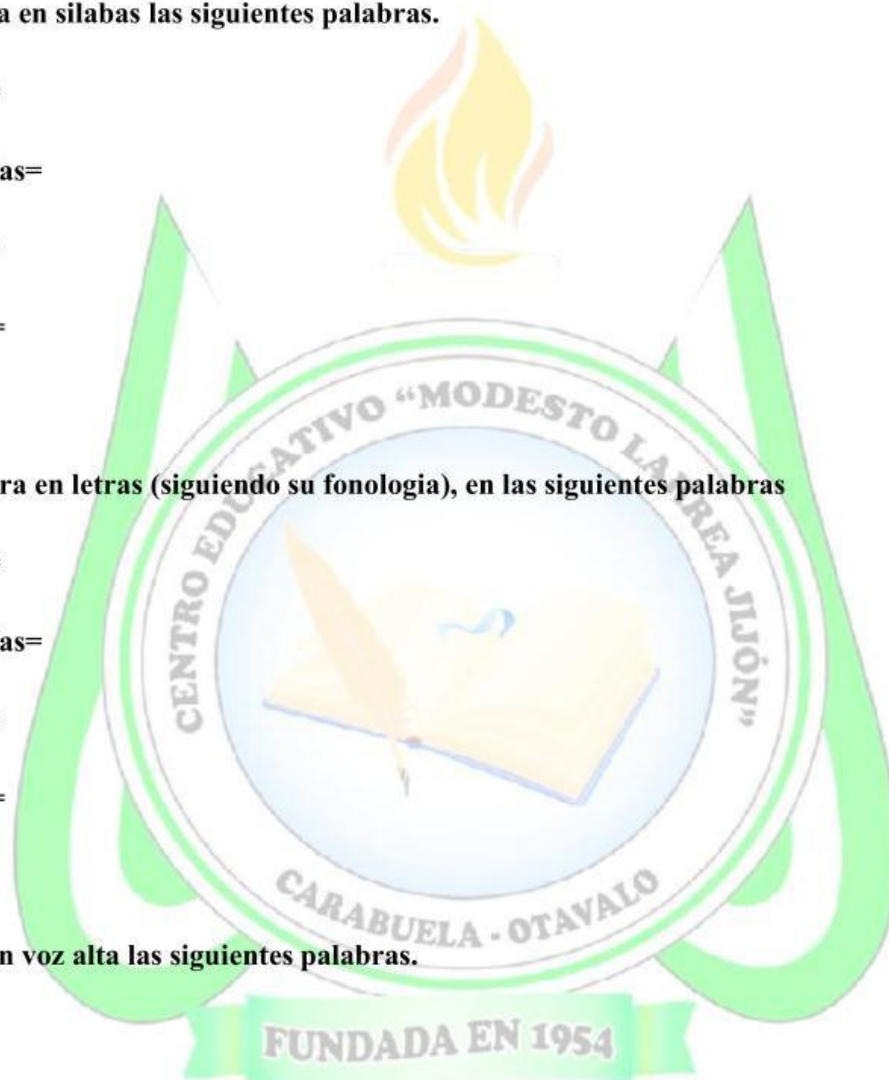 a en silabas las siguientes palabras.
=
as=
=
=
CENTRO EDUCATIVO “MODESTO LARREA JIJÓN”
ra en letras (siguiendo su fonologia), en las siguientes palabras
=
as=
=
=
CARABUELA - OTAVALO
n voz alta las siguientes palabras.
FUNDADA EN 1954